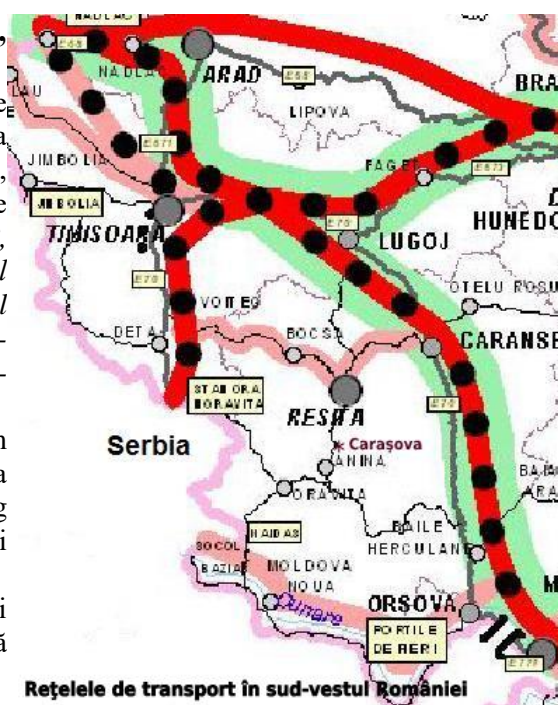 NADLAC
E68
NADLAC
ARAD
E68
BRA
LAU
LIPOVA
E671
JIMBOLIA
FAGET
E673
JIMBOLIA
TIMISOARA
E70
LUGOJ
HUNEDO
E70
VOITEG
OTELU ROSU
DETA
BOCSA
CARANSE
STAMORA
MORAVITA
RESITA
E70
Serbia
Carașova
ANINA
ORAVITA
NAIDAS
BAILE
HERCULANE
SOCOL
BAZIAS
MOLDOVA
NOUA
Dunare
ORSOVA
PORTILE
DE FIER I
Rețelele de transport în sud-vestul României